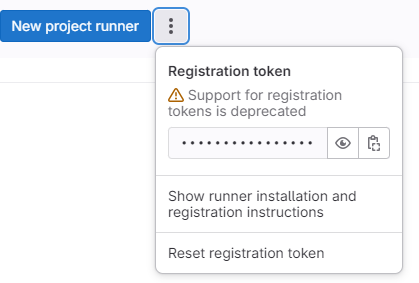 New project runner
Registration token
Support for registration
tokens is deprecated
Show runner installation and
registration instructions
Reset registration token